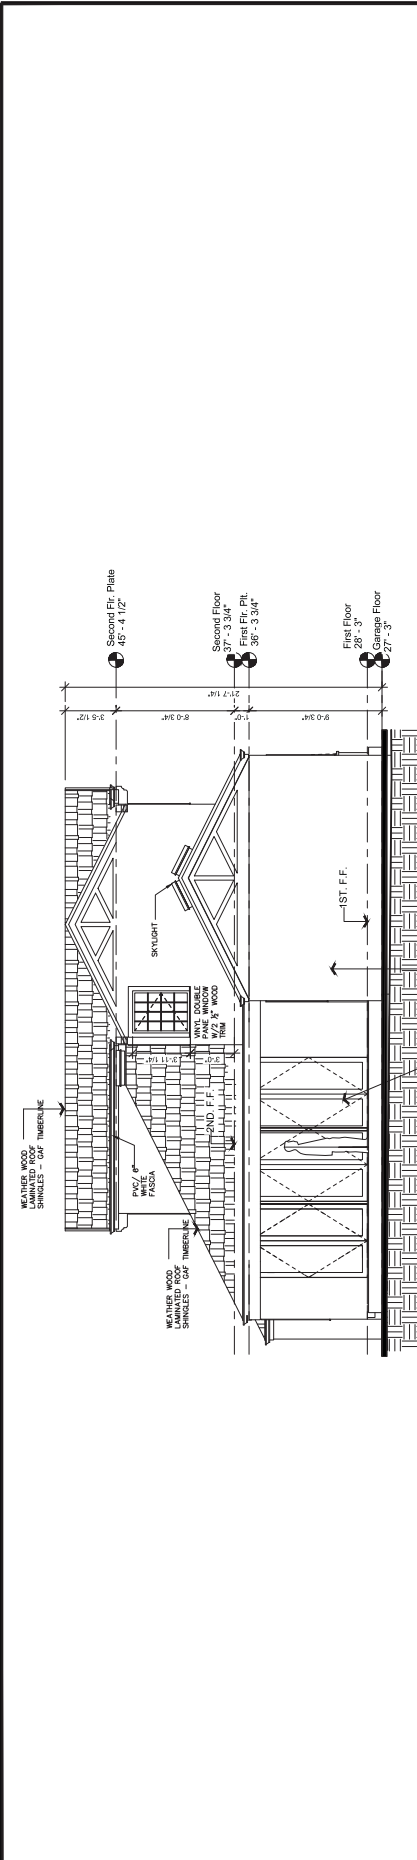 WEATHER WOOD
LAMINATED ROOF
SHINGLES - GAF TIMBERLINE
PVC/ 8"
WHITE
FASCIA
WEATHER WOOD
LAMINATED ROOF
SHINGLES - GAF TIMBERLINE
SKYLIGHT
VINYL DOUBLE
PANE WINDOW
W/2 ½" WOOD
TRIM
3'-11 1/4"
3'-0"
2ND. F.F.
1ST. F.F.
3'-5 1/2"
8'-0 3/4"
1'-0"
9'-0 3/4"
21'-7 1/4"
Second Flr. Plate
45' - 4 1/2"
Second Floor
37' - 3 3/4"
First Flr. Plt.
36' - 3 3/4"
First Floor
28' - 3"
Garage Floor
27' - 3"